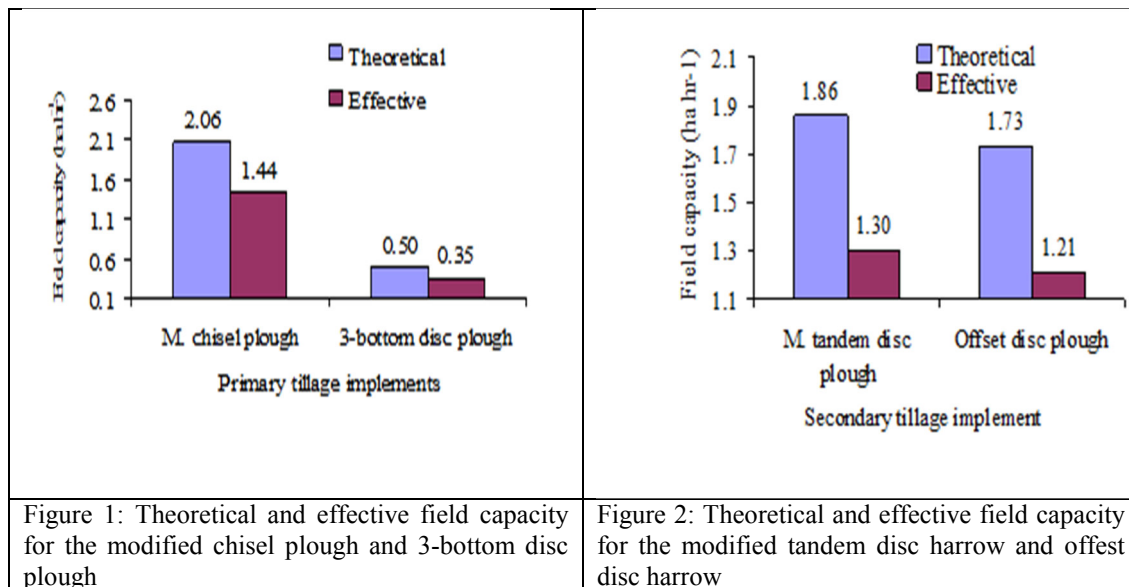 Theoretical
Effective
2.6
2.1
1.6
1.1
0.6
0.1
2.06
1.44
0.50
0.35
M. chisel plough
3-bottom disc plough
Primary tillage implements
Field capacity (ha hr-1)
2.1
1.9
1.7
1.5
1.3
1.1
Theoretical
Effective
1.86
1.30
1.73
1.21
M. tandem disc
plough
Offset disc plough
Secondary tillage implement
Figure 1: Theoretical and effective field capacity
for the modified chisel plough and 3-bottom disc
plough
Figure 2: Theoretical and effective field capacity
for the modified tandem disc harrow and offest
disc harrow